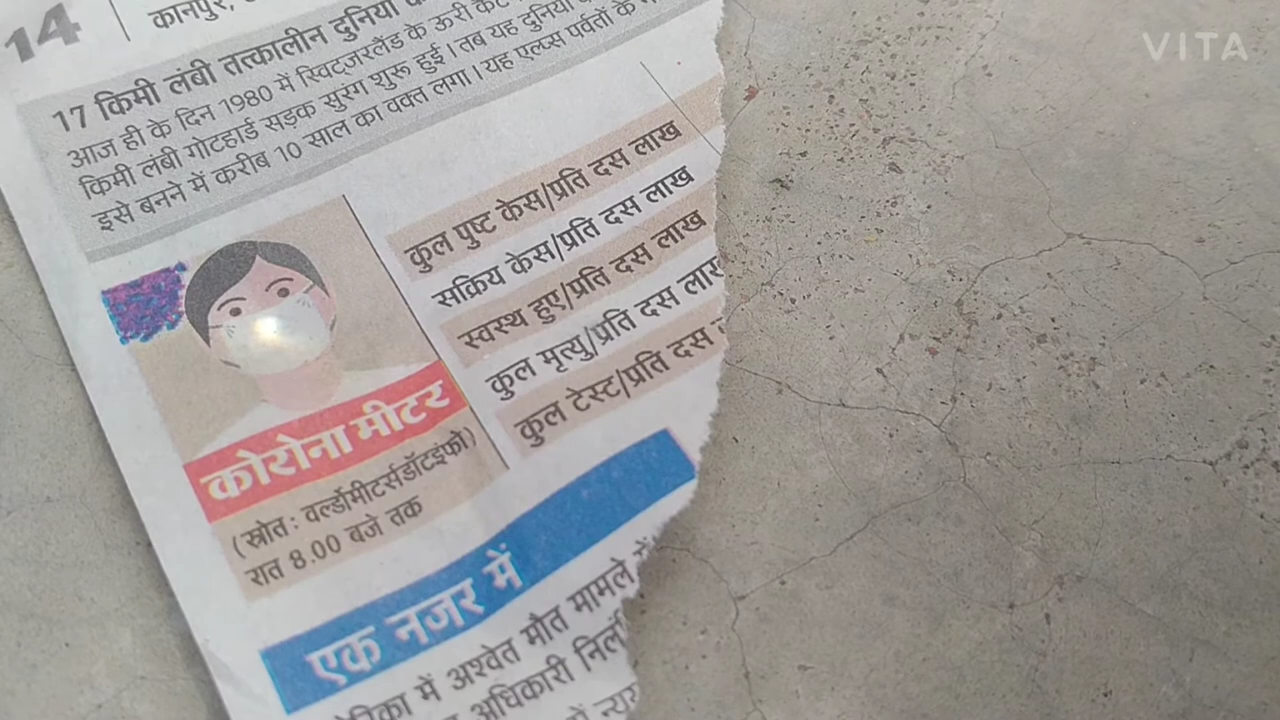 14
कानपुर,
17 किमी लंबी तत्कालीन दुनिया
आज ही के दिन 1980 में स्विट्जरलैंड के ऊरी
किमी लंबी गोटहार्ड सड़क सुरंग शुरू हुई। तब यह दुनिया
इसे बनने में करीब 10 साल का वक्त लगा। यह एल्प्स पर्वतों के
कुल पुष्ट केस/प्रति दस लाख
सक्रिय केस/प्रति दस लाख
स्वस्थ हुए/प्रति दस लाख
कुल मृत्यु/प्रति दस
कुल टेस्ट/प्रति दस
कोरोना मीटर
(स्रोत: वर्ल्डोमीटर्सडॉटइंफो)
रात 8.00 बजे तक
एक नजर में
में अश्वेत मौत मामले
अधिकारी
VITA